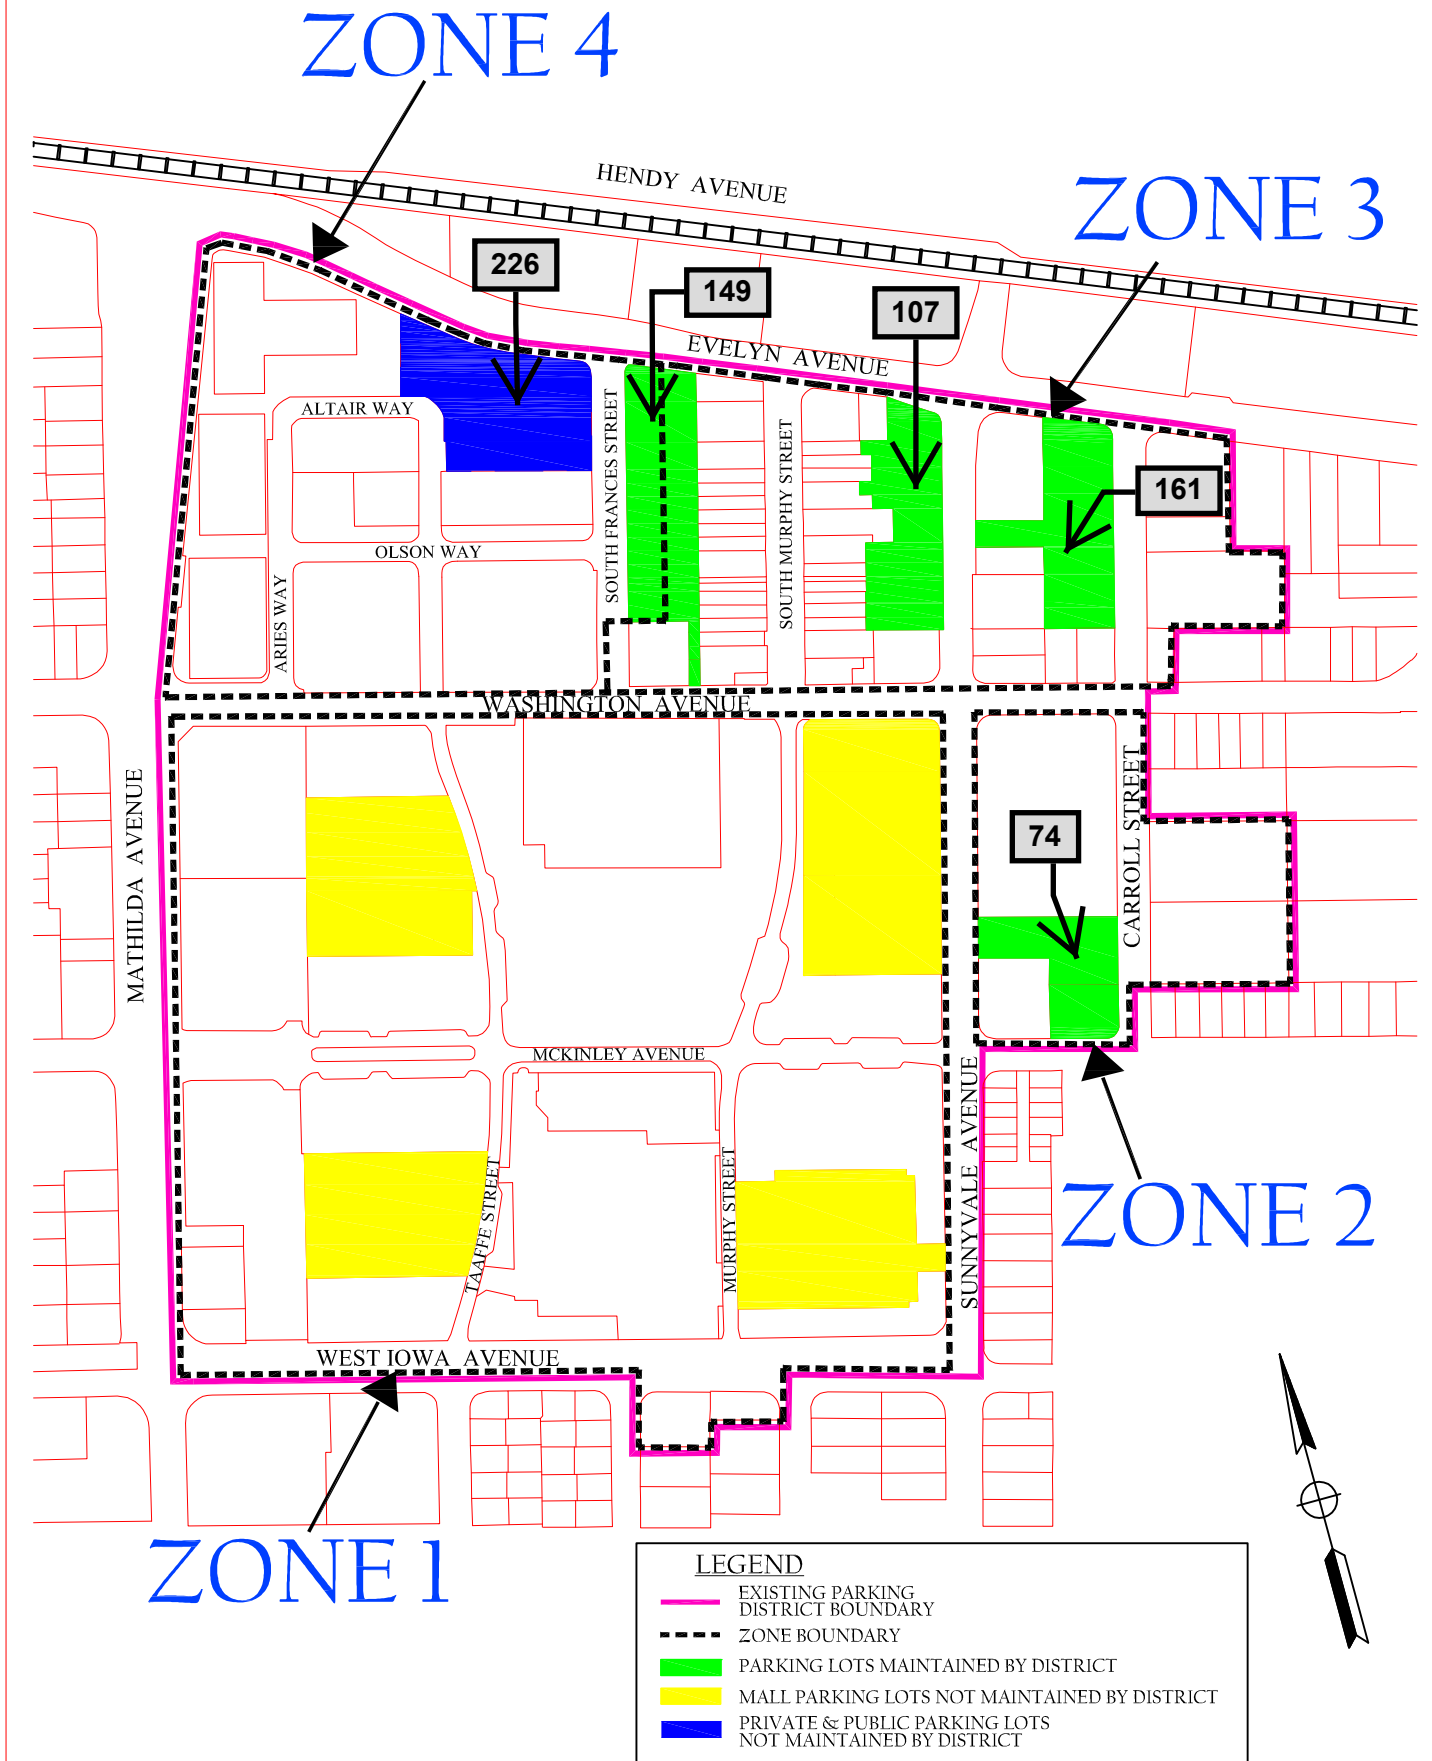 ZONE 4
HENDY AVENUE
ZONE 3
226
149
107
EVELYN AVENUE
ALTAIR WAY
SOUTH FRANCES STREET
SOUTH MURPHY STREET
161
OLSON WAY
ARIES WAY
WASHINGTON AVENUE
MATHILDA AVENUE
CARROLL STREET
74
MCKINLEY AVENUE
SUNNYVALE AVENUE
TAAFFE STREET
MURPHY STREET
ZONE 2
WEST IOWA AVENUE
ZONE 1
LEGEND
EXISTING PARKING
DISTRICT BOUNDARY
ZONE BOUNDARY
PARKING LOTS MAINTAINED BY DISTRICT
MALL PARKING LOTS NOT MAINTAINED BY DISTRICT
PRIVATE & PUBLIC PARKING LOTS
NOT MAINTAINED BY DISTRICT